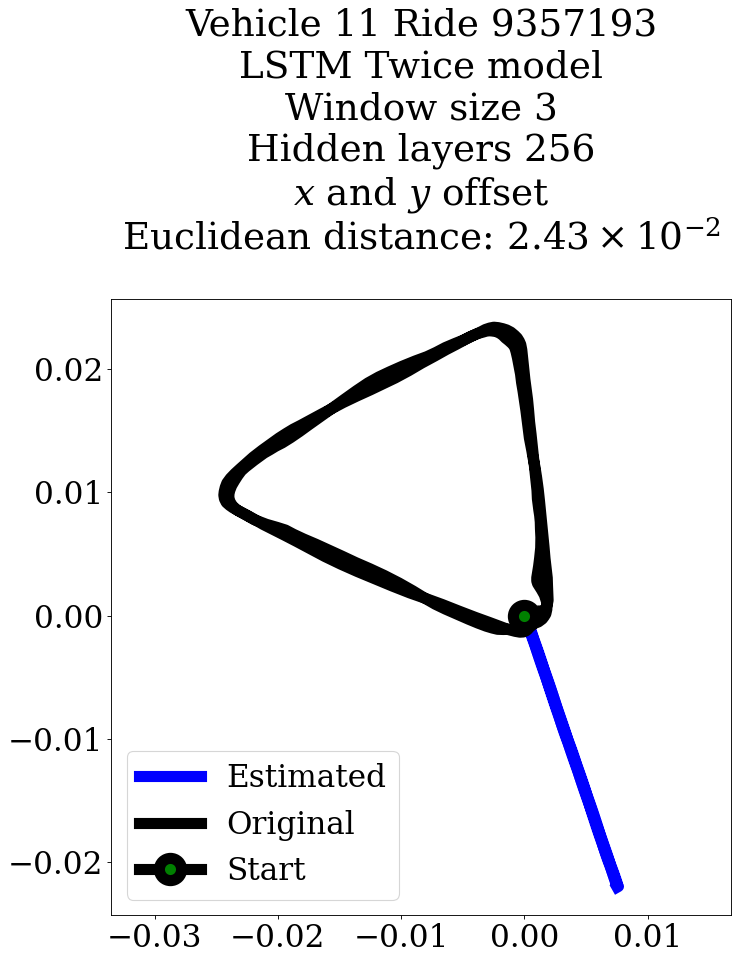 Vehicle 11 Ride 9357193
LSTM Twice model
Window size 3
Hidden layers 256
x and y offset
Euclidean distance: 2.43 × 10⁻²
0.02
0.01
0.00
−0.01
−0.02
Estimated
Original
Start
−0.03 −0.02 −0.01 0.00 0.01